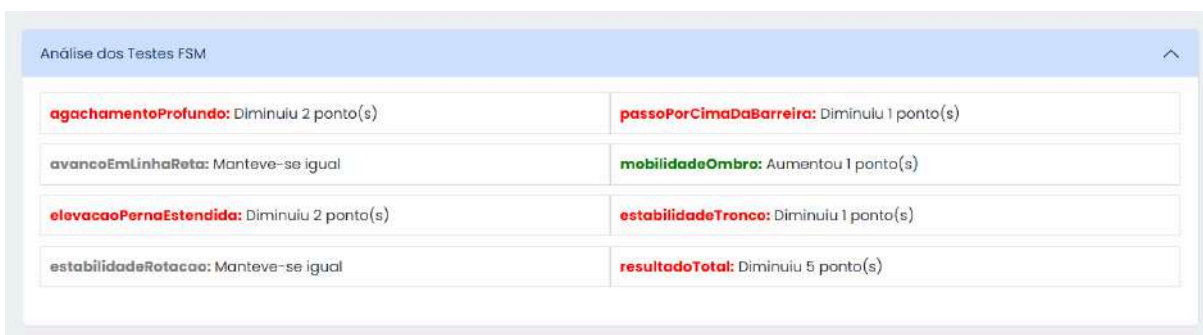 Análise dos Testes FSM
agachamentoProfundo: Diminuiu 2 ponto(s)
passoPorCimaDaBarreira: Diminuiu 1 ponto(s)
avancoEmLinhaReta: Manteve-se igual
mobilidadeOmbro: Aumentou 1 ponto(s)
elevacaoPernaEstendida: Diminuiu 2 ponto(s)
estabilidadeTronco: Diminuiu 1 ponto(s)
estabilidadeRotacao: Manteve-se igual
resultadoTotal: Diminuiu 5 ponto(s)